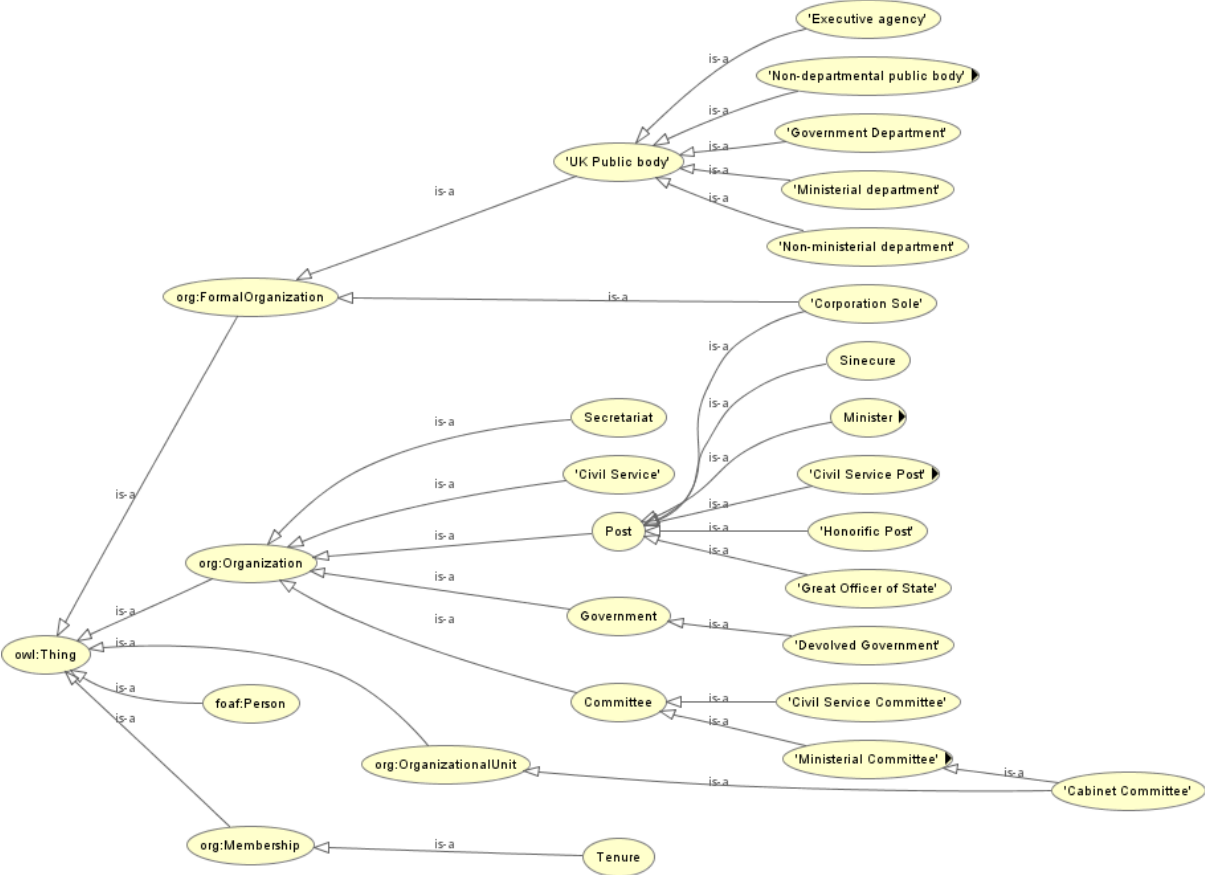 'Executive agency'
is-a
'Non-departmental public body'
is-a
'Government Department'
is-a
'UK Public body'
is-a
'Ministerial department'
is-a
is-a
'Non-ministerial department'
org:FormalOrganization
is-a
'Corporation Sole'
is-a
Sinecure
is-a
Secretariat
Minister
is-a
is-a
'Civil Service'
'Civil Service Post'
is-a
is-a
is-a
Post
is-a
'Honorific Post'
is-a
is-a
org:Organization
is-a
'Great Officer of State'
is-a
Government
is-a
is-a
is-a
'Devolved Government'
owl:Thing
is-a
foaf:Person
Committee
is-a
'Civil Service Committee'
is-a
is-a
'Ministerial Committee'
org:OrganizationalUnit
is-a
is-a
'Cabinet Committee'
org:Membership
is-a
Tenure